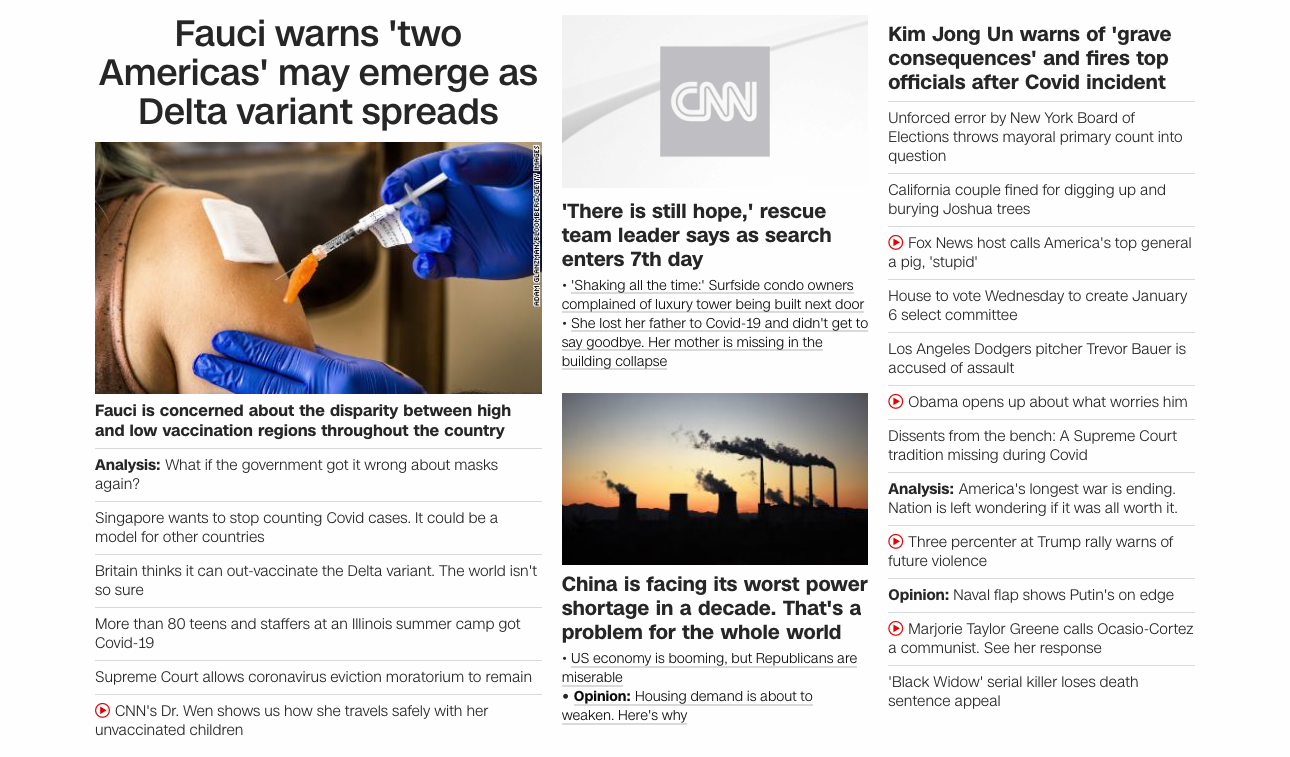 Fauci warns 'two
Americas' may emerge as
Delta variant spreads
ADAM GLANZMAN/BLOOMBERG/GETTY IMAGES
Fauci is concerned about the disparity between high
and low vaccination regions throughout the country
Analysis: What if the government got it wrong about masks
again?
Singapore wants to stop counting Covid cases. It could be a
model for other countries
Britain thinks it can out-vaccinate the Delta variant. The world isn't
so sure
More than 80 teens and staffers at an Illinois summer camp got
Covid-19
Supreme Court allows coronavirus eviction moratorium to remain
CNN's Dr. Wen shows us how she travels safely with her
unvaccinated children
CNN
'There is still hope,' rescue
team leader says as search
enters 7th day
• 'Shaking all the time:' Surfside condo owners
complained of luxury tower being built next door
• She lost her father to Covid-19 and didn't get to
say goodbye. Her mother is missing in the
building collapse
China is facing its worst power
shortage in a decade. That's a
problem for the whole world
• US economy is booming, but Republicans are
miserable
• Opinion: Housing demand is about to
weaken. Here's why
Kim Jong Un warns of 'grave
consequences' and fires top
officials after Covid incident
Unforced error by New York Board of
Elections throws mayoral primary count into
question
California couple fined for digging up and
burying Joshua trees
Fox News host calls America's top general
a pig, 'stupid'
House to vote Wednesday to create January
6 select committee
Los Angeles Dodgers pitcher Trevor Bauer is
accused of assault
Obama opens up about what worries him
Dissents from the bench: A Supreme Court
tradition missing during Covid
Analysis: America's longest war is ending.
Nation is left wondering if it was all worth it.
Three percenter at Trump rally warns of
future violence
Opinion: Naval flap shows Putin's on edge
Marjorie Taylor Greene calls Ocasio-Cortez
a communist. See her response
'Black Widow' serial killer loses death
sentence appeal